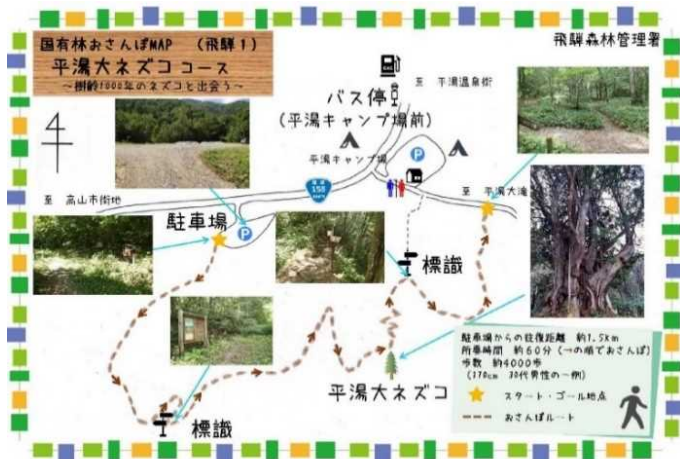 国有林おさんぽMAP （飛騨１）
平湯大ネズコ コース
～樹齢1000年のネズコと出会う～
飛騨森林管理署
至 平湯温泉街
バス停
(平湯キャンプ場前)
平湯キャンプ場
P
158
至 高山市街地
至 平湯大滝
駐車場
P
標識
平湯大ネズコ
標識
駐車場からの往復距離 約1.5km
所要時間 約60分（→の順でおさんぽ）
歩数 約4000歩
(170cm 30代男性の一例)
スタート・ゴール地点
おさんぽルート